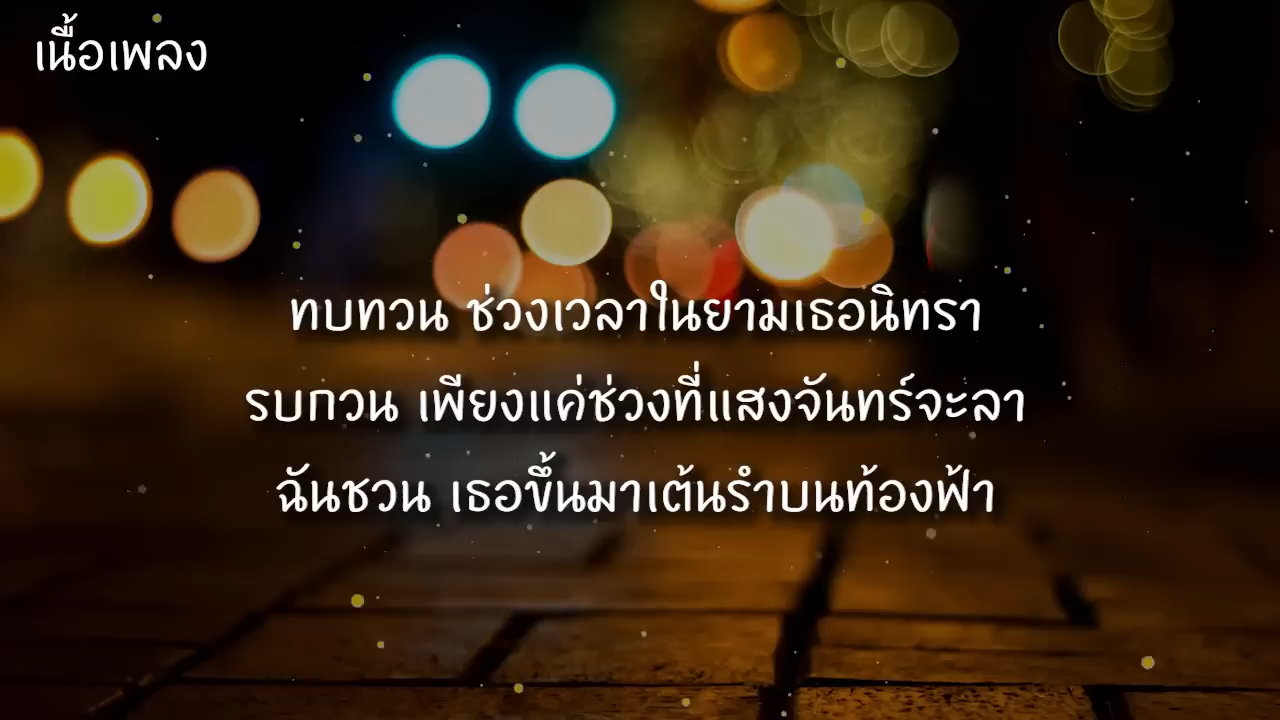 เนื้อเพลง
ทบทวน ช่วงเวลาในยามเธอนิทรา
รบกวน เพียงแค่ช่วงที่แสงจันทร์จะลา
ฉันชวน เธอขึ้นมาเต้นรำบนท้องฟ้า